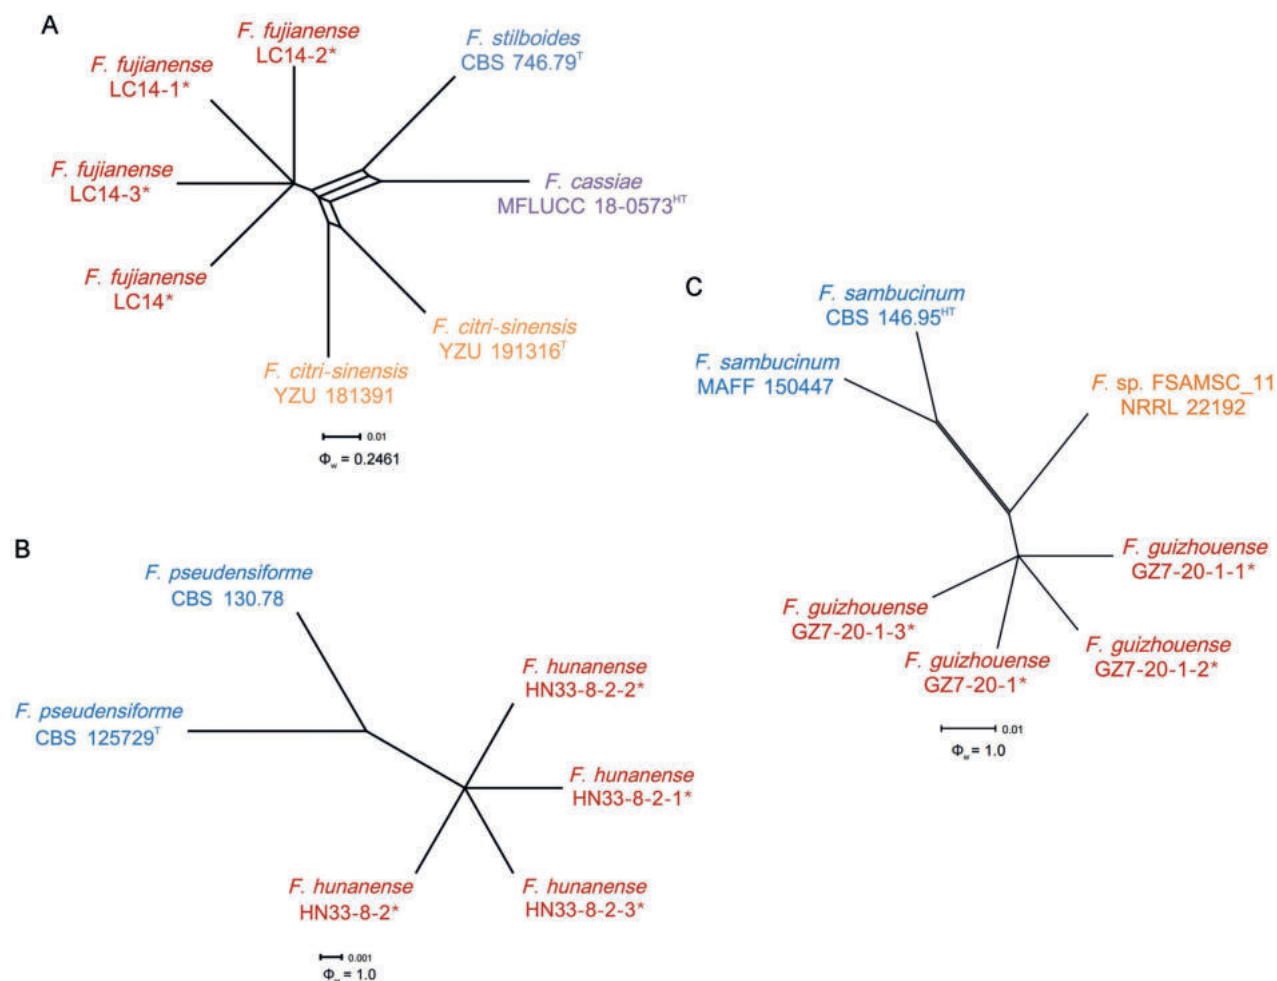 A
F. fujianense
LC14-2*
F. stilboides
CBS 746.79T
F. fujianense
LC14-1*
F. fujianense
LC14-3*
F. cassiae
MFLUCC 18-0573HT
F. fujianense
LC14*
F. citri-sinensis
YZU 191316T
F. citri-sinensis
YZU 181391
0.01
Φw = 0.2461
B
F. pseudensiforme
CBS 130.78
F. pseudensiforme
CBS 125729T
F. hunanense
HN33-8-2-2*
F. hunanense
HN33-8-2-1*
F. hunanense
HN33-8-2*
F. hunanense
HN33-8-2-3*
0.001
Φw = 1.0
C
F. sambucinum
CBS 146.95HT
F. sambucinum
MAFF 150447
F. sp. FSAMSC_11
NRRL 22192
F. guizhouense
GZ7-20-1-1*
F. guizhouense
GZ7-20-1-3*
F. guizhouense
GZ7-20-1-2*
F. guizhouense
GZ7-20-1*
0.01
Φw = 1.0